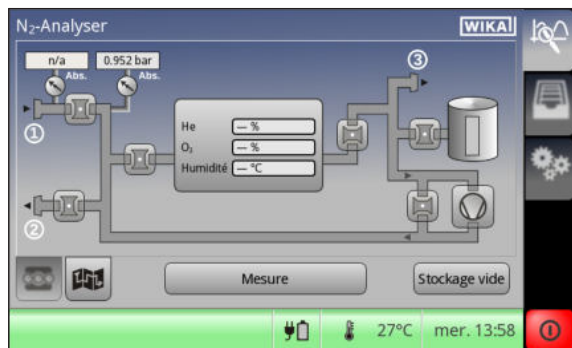 N₂-Analyser
WIKA
n/a
0.952 bar
Abs.
Abs.
③
①
He
— %
O₂
— %
Humidité
— °C
②
Mesure
Stockage vide
27°C
mer. 13:58